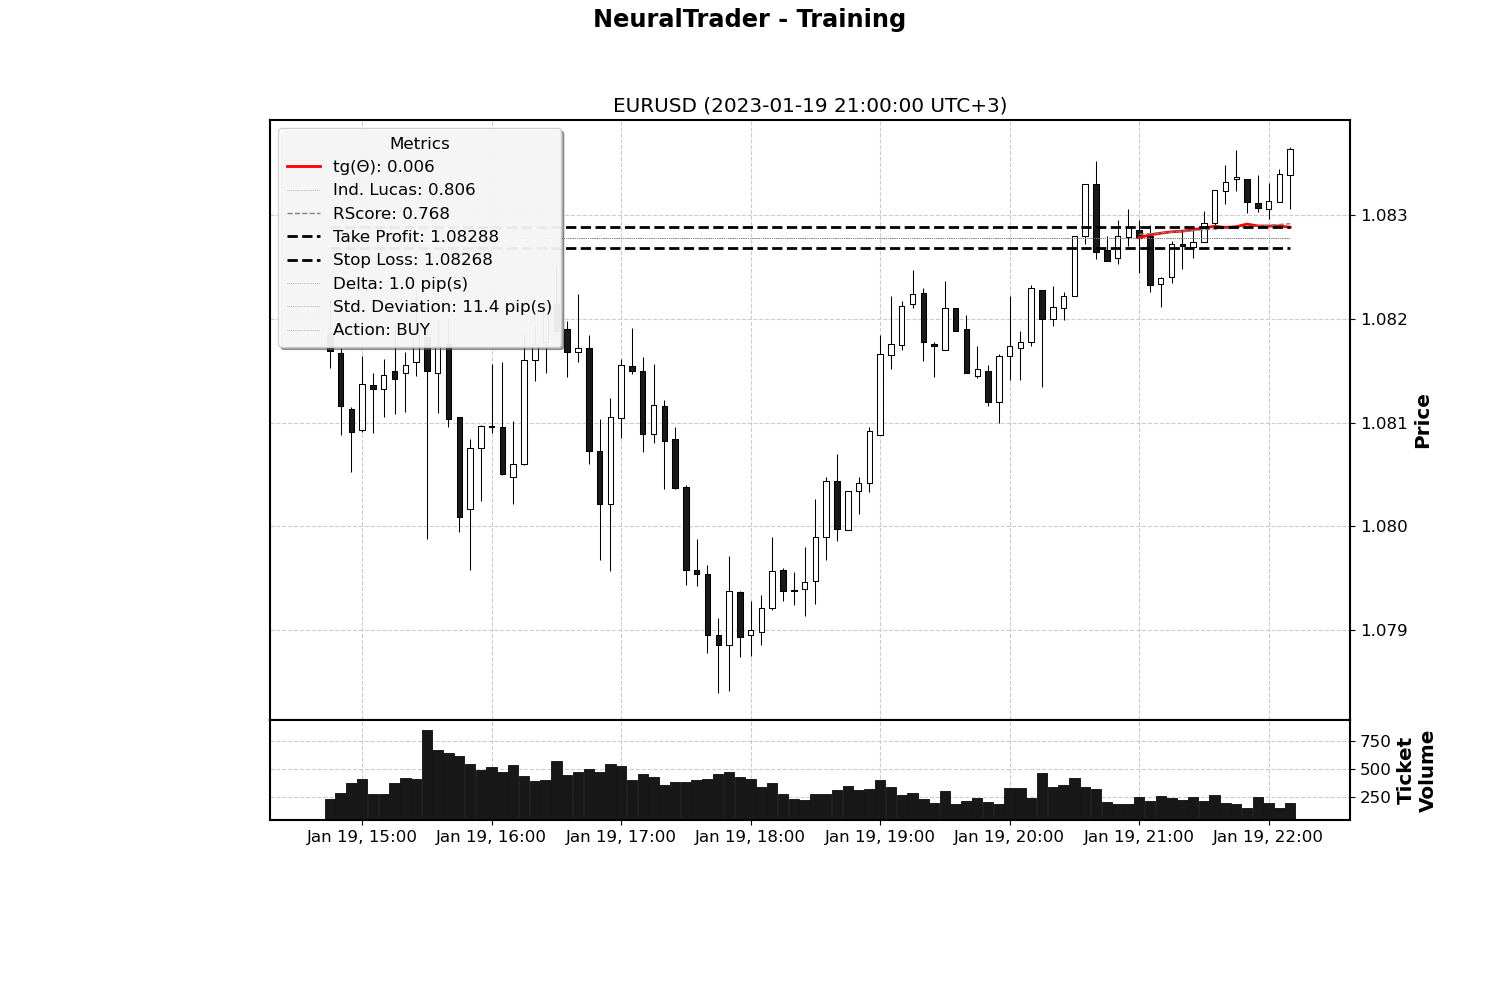 NeuralTrader - Training
EURUSD (2023-01-19 21:00:00 UTC+3)
Metrics
tg(Θ): 0.006
Ind. Lucas: 0.806
RScore: 0.768
Take Profit: 1.08288
Stop Loss: 1.08268
Delta: 1.0 pip(s)
Std. Deviation: 11.4 pip(s)
Action: BUY
1.083
1.082
1.081
1.080
1.079
Price
750
500
250
Ticket
Volume
Jan 19, 15:00 Jan 19, 16:00 Jan 19, 17:00 Jan 19, 18:00 Jan 19, 19:00 Jan 19, 20:00 Jan 19, 21:00 Jan 19, 22:00